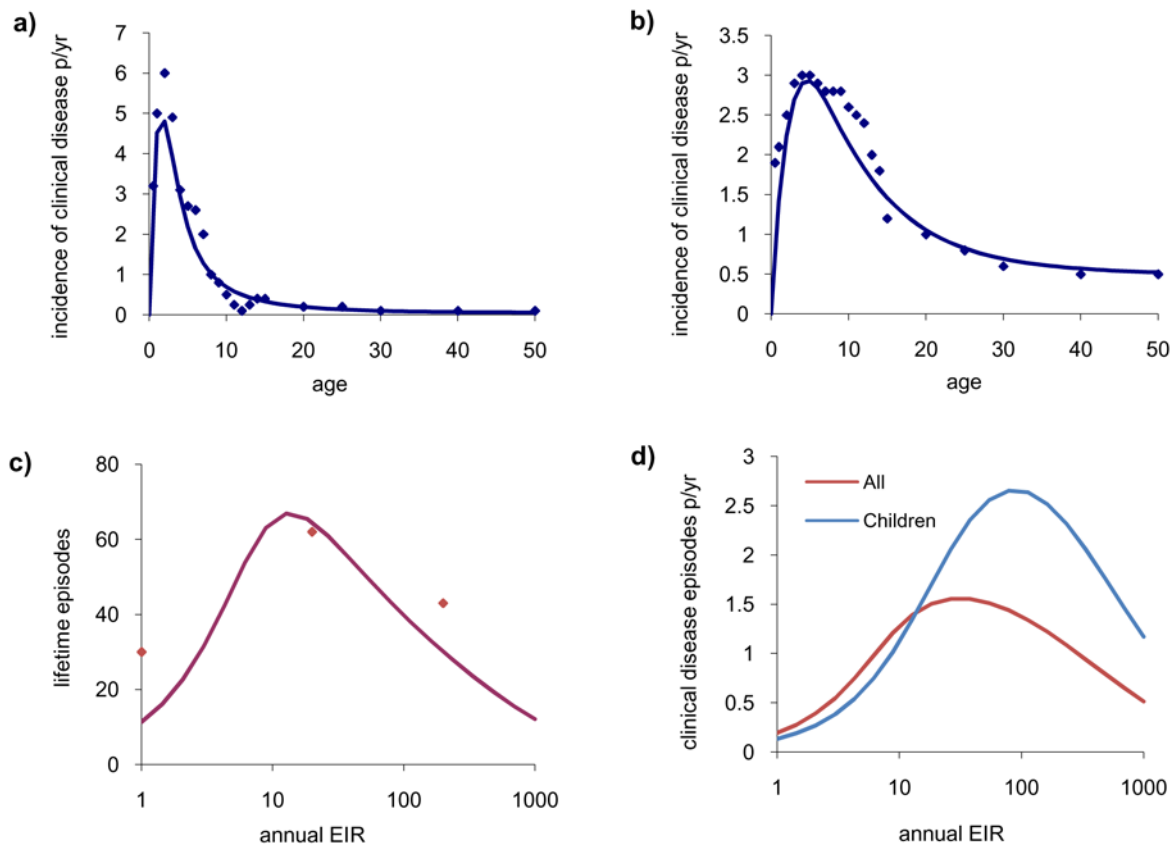 a)
incidence of clinical disease p/yr
7
6
5
4
3
2
1
0
0 10 20 30 40 50
age
b)
incidence of clinical disease p/yr
3.5
3
2.5
2
1.5
1
0.5
0
0 10 20 30 40 50
age
c)
lifetime episodes
80
60
40
20
0
1 10 100 1000
annual EIR
d)
clinical disease episodes p/yr
3
2.5
2
1.5
1
0.5
0
All
Children
1 10 100 1000
annual EIR